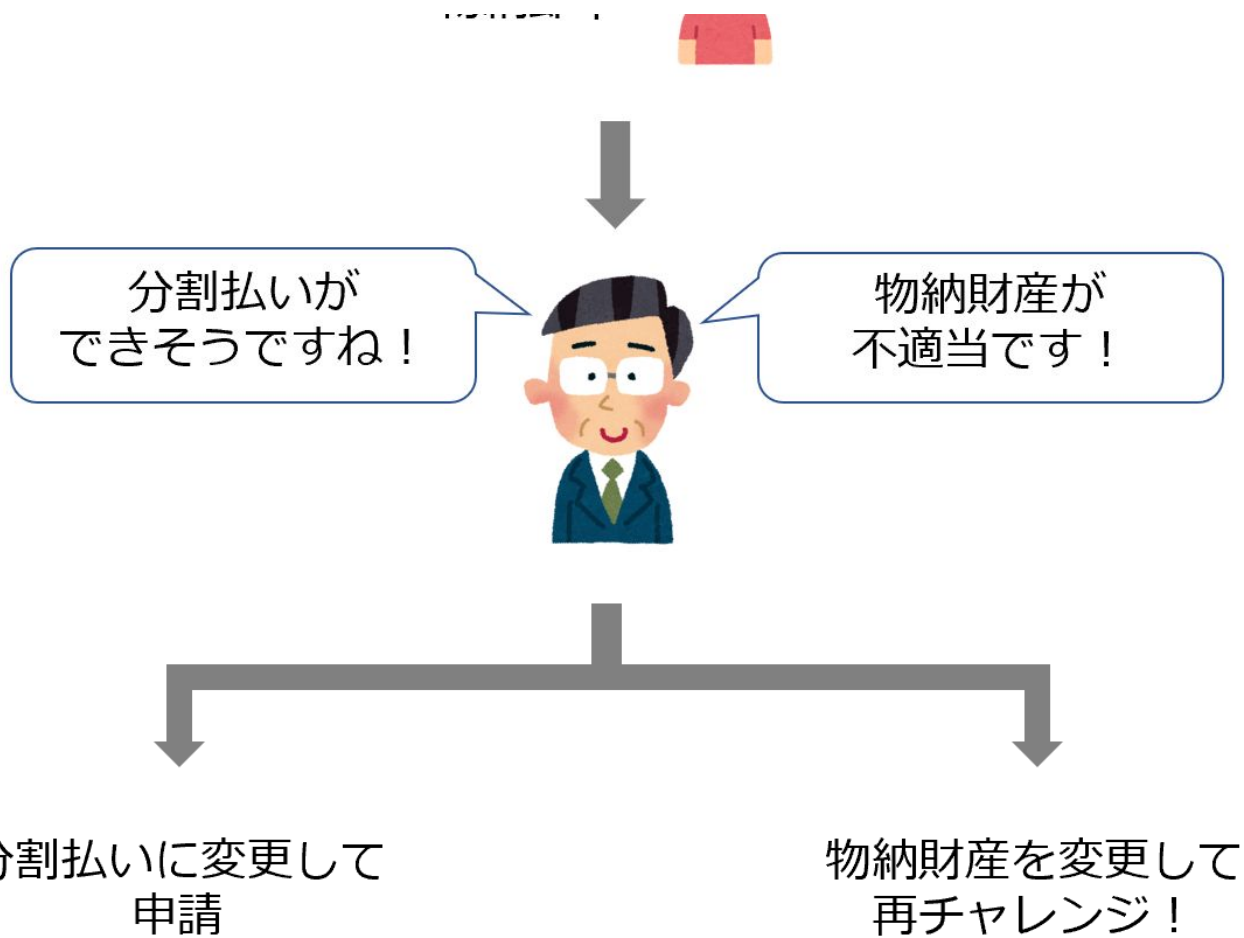 分割払いが
できそうですね！
物納財産が
不適当です！
分割払いに変更して
申請
物納財産を変更して
再チャレンジ！